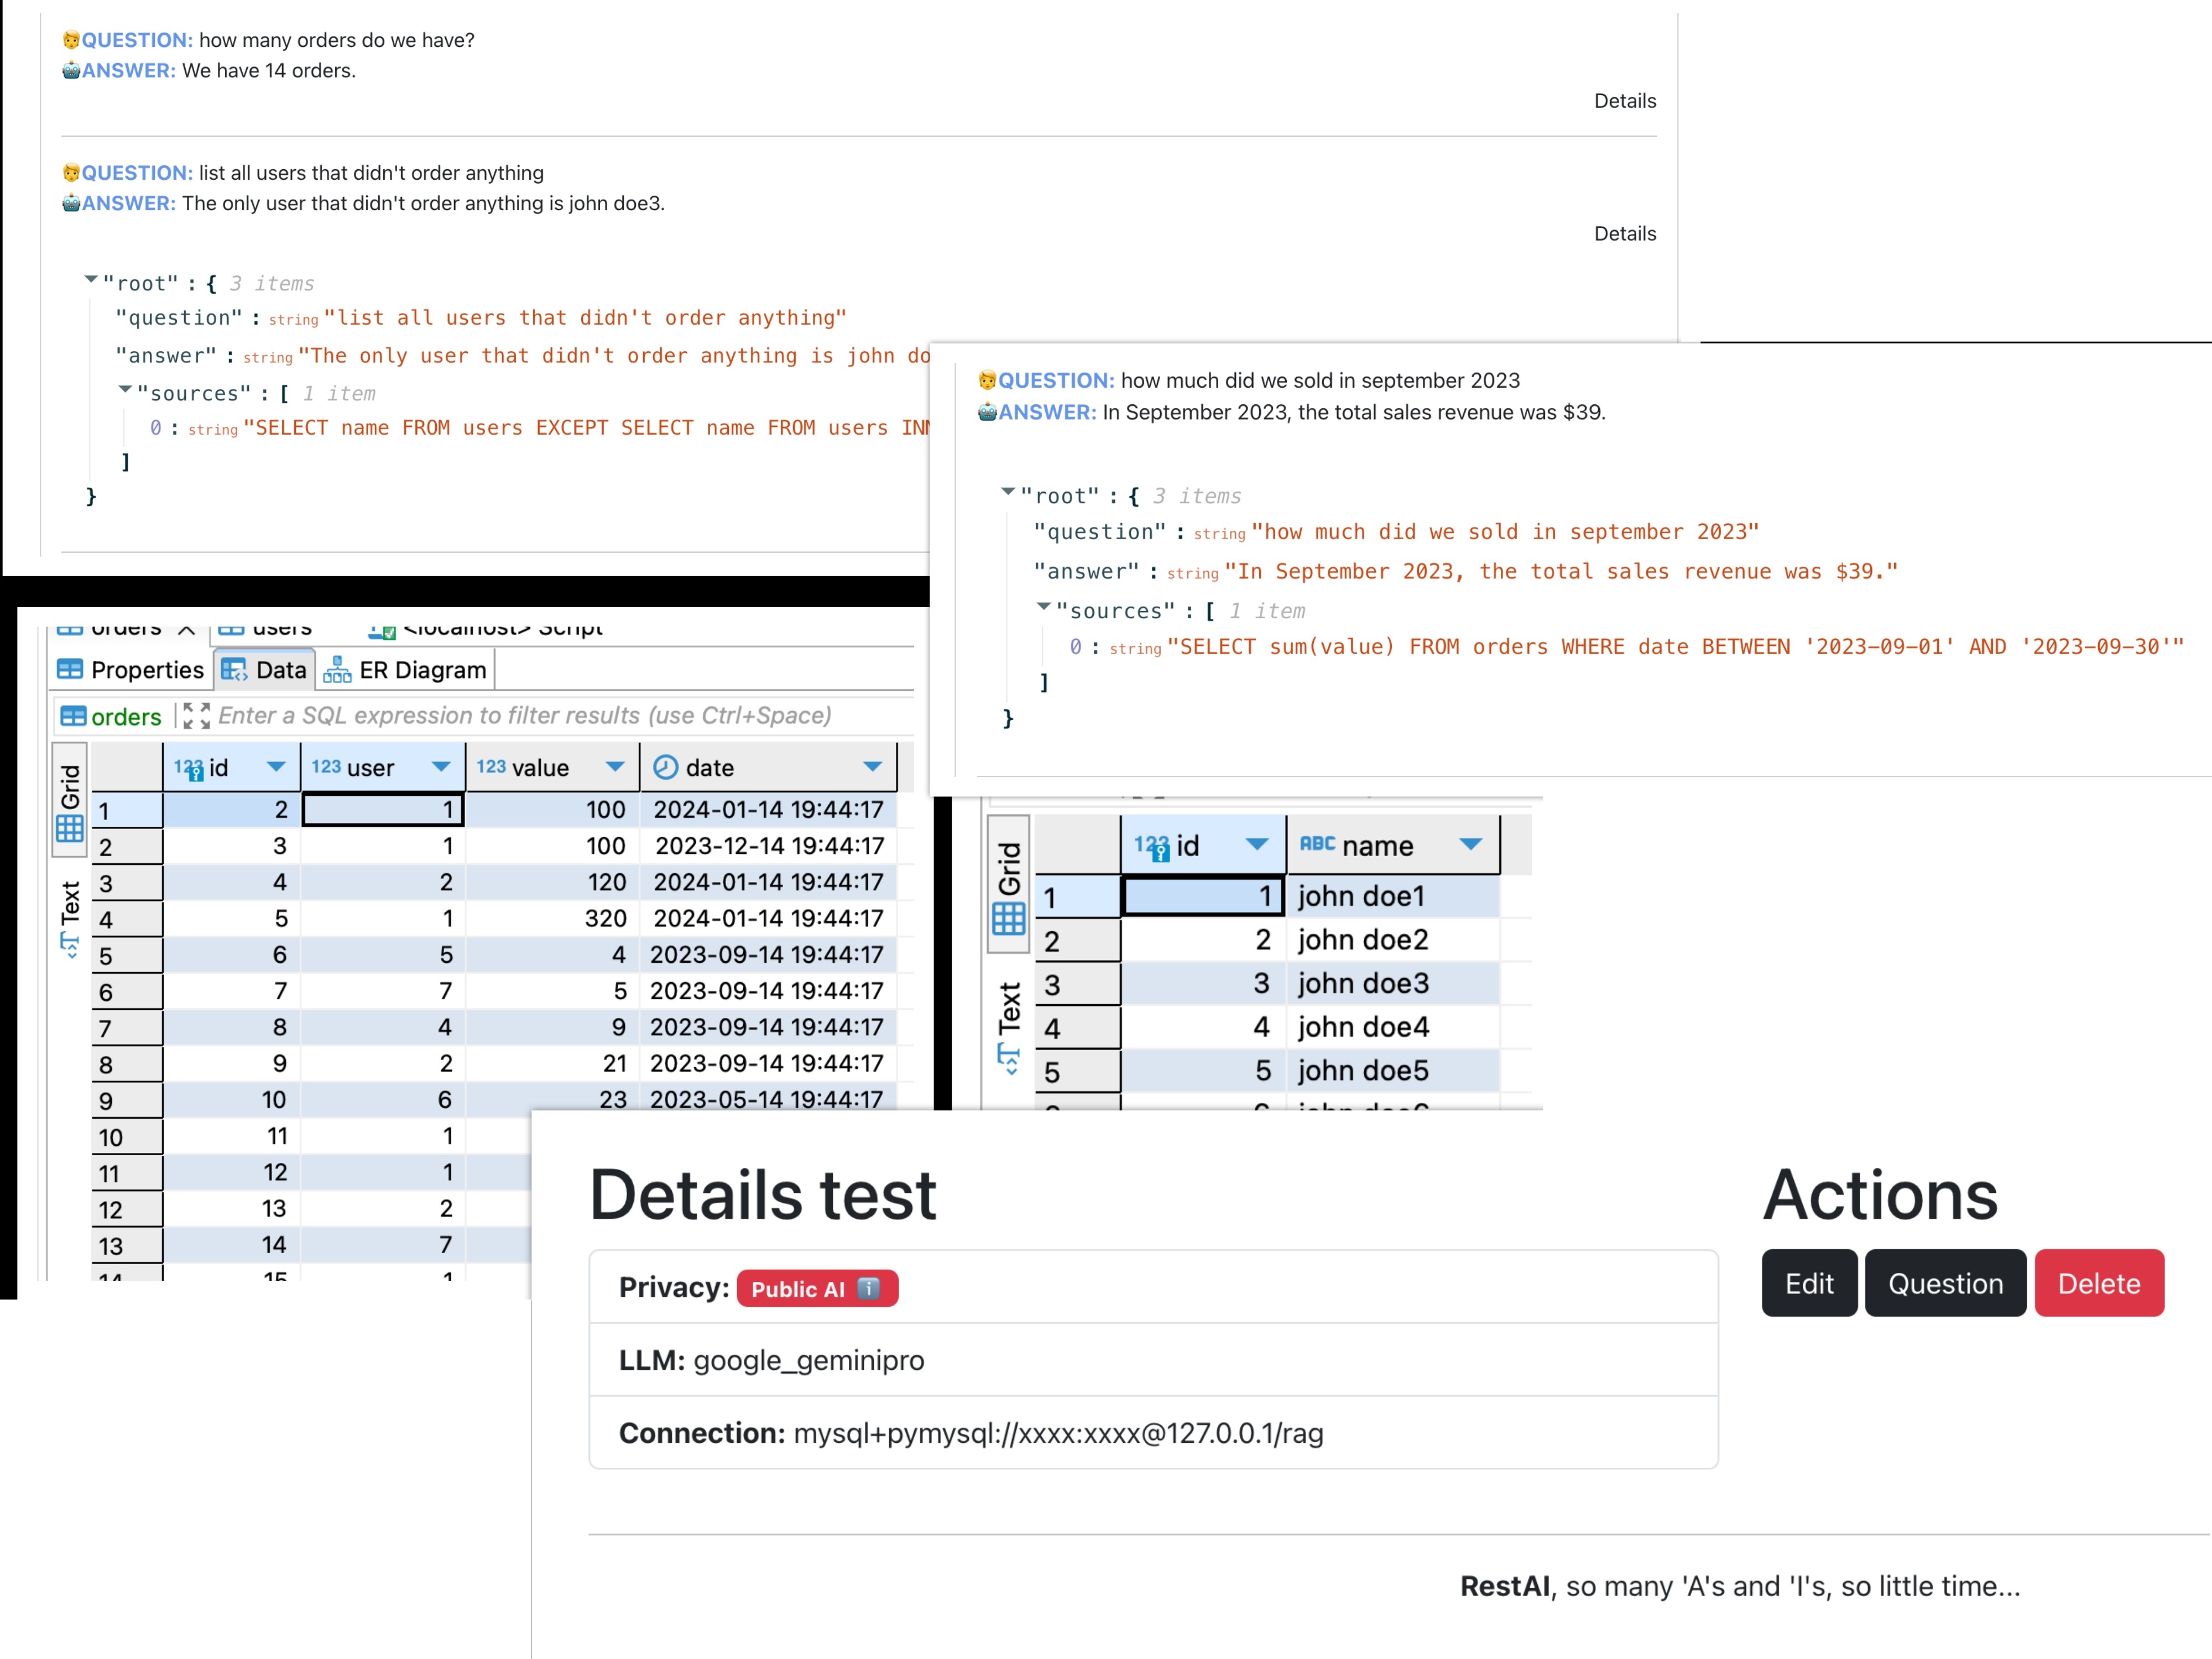 QUESTION: how many orders do we have?
ANSWER: We have 14 orders.
Details
QUESTION: list all users that didn't order anything
ANSWER: The only user that didn't order anything is john doe3.
Details
"root" : { 3 items
"question" : string "list all users that didn't order anything"
"answer" : string "The only user that didn't order anything is john do
"sources" : [ 1 item
0 : string "SELECT name FROM users EXCEPT SELECT name FROM users INN
]
}
QUESTION: how much did we sold in september 2023
ANSWER: In September 2023, the total sales revenue was $39.
"root" : { 3 items
"question" : string "how much did we sold in september 2023"
"answer" : string "In September 2023, the total sales revenue was $39."
"sources" : [ 1 item
0 : string "SELECT sum(value) FROM orders WHERE date BETWEEN '2023-09-01' AND '2023-09-30'"
]
}
orders users <localhost> Script
Properties Data ER Diagram
orders Enter a SQL expression to filter results (use Ctrl+Space)
Grid
Text
123 id 123 user 123 value date
1 2 1 100 2024-01-14 19:44:17
2 3 1 100 2023-12-14 19:44:17
3 4 2 120 2024-01-14 19:44:17
4 5 1 320 2024-01-14 19:44:17
5 6 5 4 2023-09-14 19:44:17
6 7 7 5 2023-09-14 19:44:17
7 8 4 9 2023-09-14 19:44:17
8 9 2 21 2023-09-14 19:44:17
9 10 6 23 2023-05-14 19:44:17
10 11 1
11 12 1
12 13 2
13 14 7
14 15 1
Grid
Text
123 id ABC name
1 1 john doe1
2 2 john doe2
3 3 john doe3
4 4 john doe4
5 5 john doe5
6 6 john doe6
Details test
Privacy: Public AI i
LLM: google_geminipro
Connection: mysql+pymysql://xxxx:xxxx@127.0.0.1/rag
Actions
Edit Question Delete
RestAI, so many 'A's and 'I's, so little time...